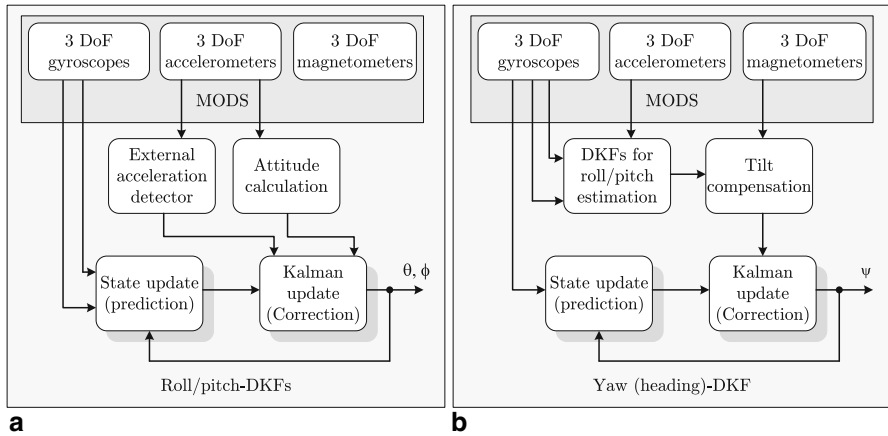 3 DoF
gyroscopes
3 DoF
accelerometers
3 DoF
magnetometers
MODS
External
acceleration
detector
Attitude
calculation
State update
(prediction)
Kalman
update
(Correction)
θ, ϕ
Roll/pitch-DKFs
a
3 DoF
gyroscopes
3 DoF
accelerometers
3 DoF
magnetometers
MODS
DKFs for
roll/pitch
estimation
Tilt
compensation
State update
(prediction)
Kalman
update
(Correction)
ψ
Yaw (heading)-DKF
b